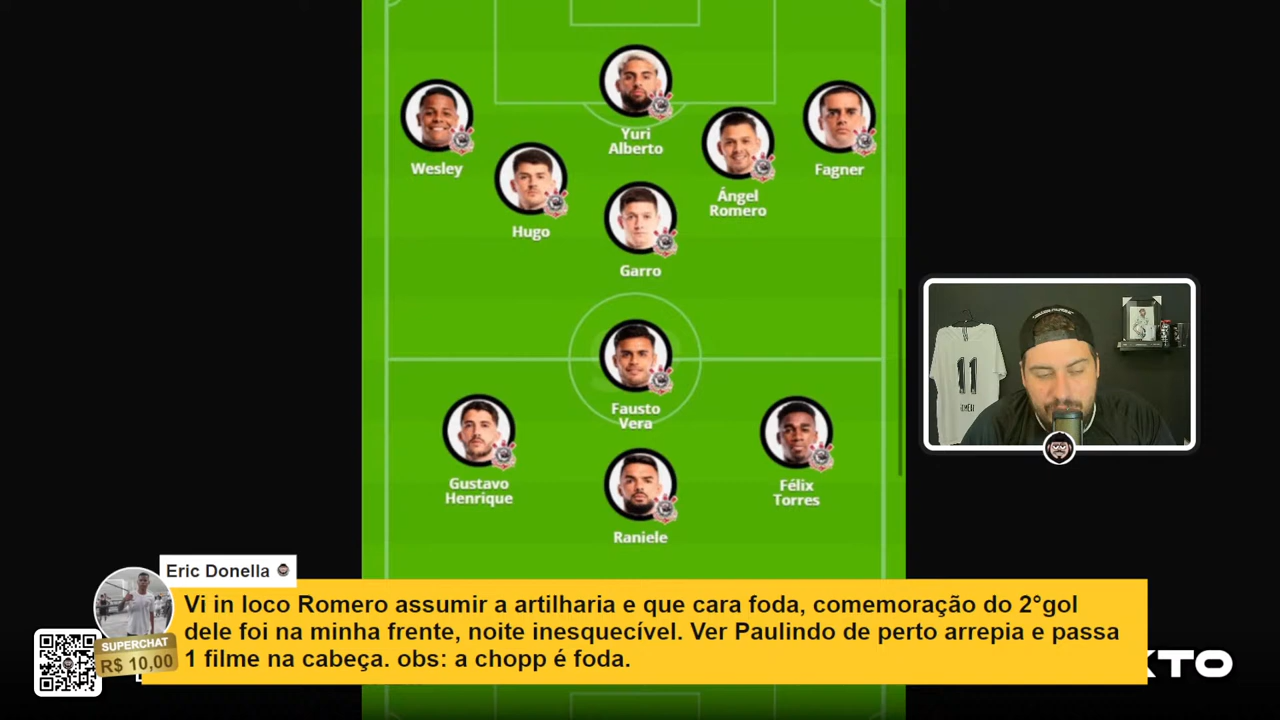 Yuri
Alberto
Wesley
Fagner
Ángel
Romero
Hugo
Garro
Fausto
Vera
Gustavo
Henrique
Félix
Torres
Raniele
11
Eric Donella
Vi in loco Romero assumir a artilharia e que cara foda, comemoração do 2°gol
dele foi na minha frente, noite inesquecível. Ver Paulindo de perto arrepia e passa
1 filme na cabeça. obs: a chopp é foda.
SUPERCHAT
R$ 10,00